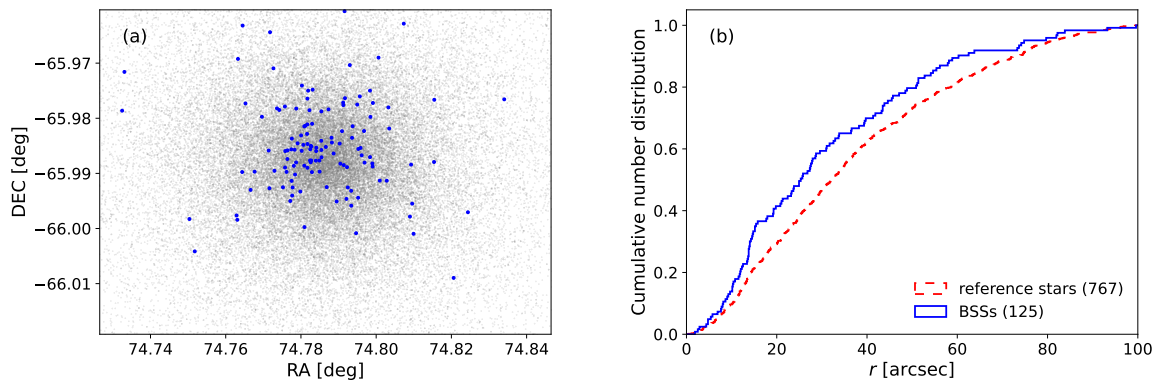 (a)
−65.97
−65.98
−65.99
−66.00
−66.01
DEC [deg]
74.74
74.76
74.78
74.80
74.82
74.84
RA [deg]
(b)
1.0
0.8
0.6
0.4
0.2
0.0
Cumulative number distribution
reference stars (767)
BSSs (125)
0
20
40
60
80
100
r [arcsec]